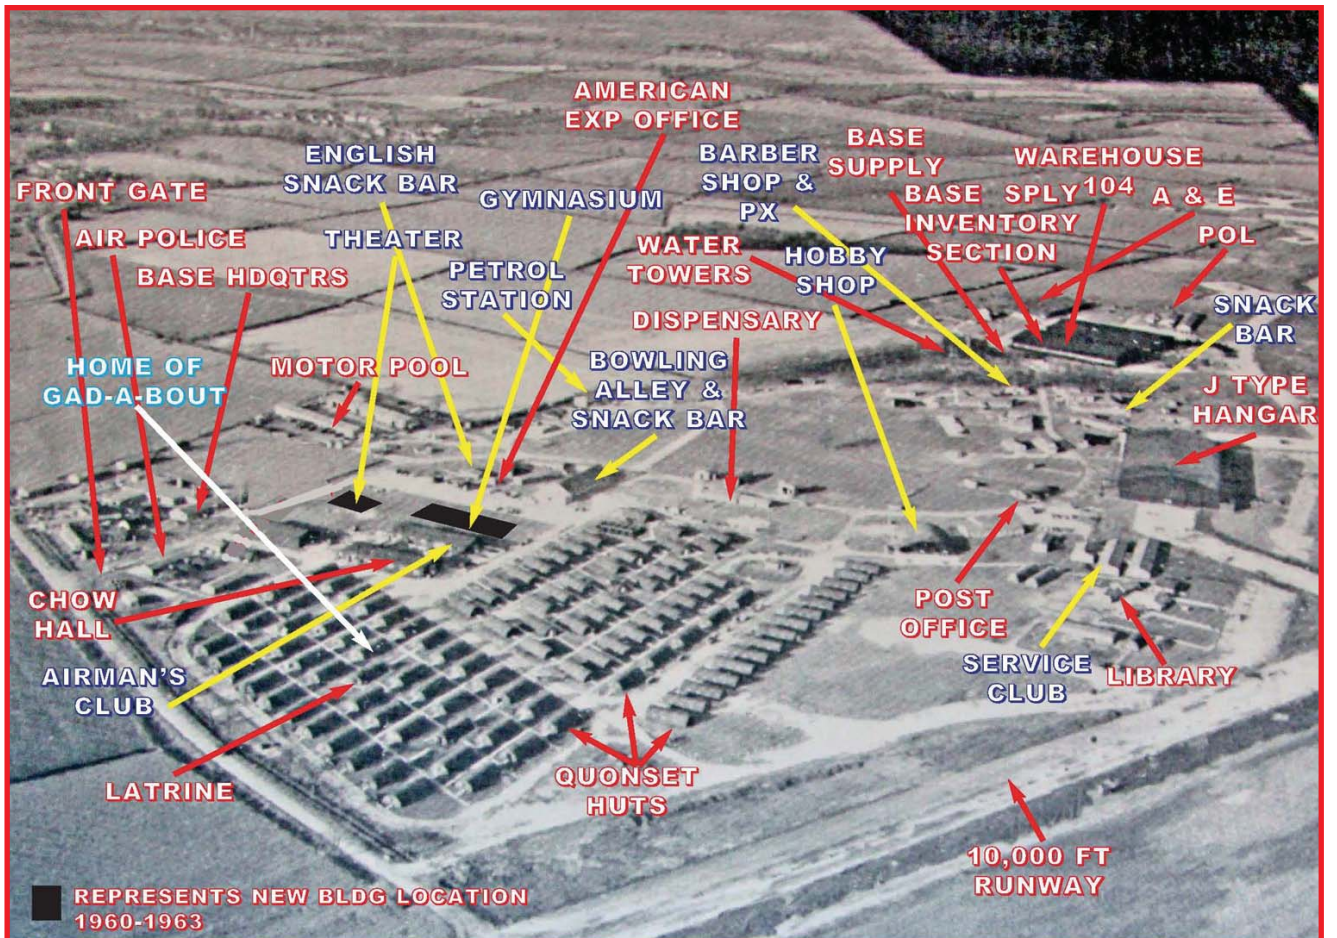 AMERICAN
EXP OFFICE
ENGLISH
SNACK BAR
THEATER
GYMNASIUM
PETROL
STATION
BARBER
SHOP &
PX
BASE
SUPPLY
WAREHOUSE
104
BASE SPLY
INVENTORY
SECTION
A & E
POL
FRONT GATE
AIR POLICE
BASE HDQTRS
WATER
TOWERS
HOBBY
SHOP
SNACK
BAR
DISPENSARY
HOME OF
GAD-A-BOUT
MOTOR POOL
BOWLING
ALLEY &
SNACK BAR
J TYPE
HANGAR
CHOW
HALL
POST
OFFICE
AIRMAN'S
CLUB
SERVICE
CLUB
LIBRARY
LATRINE
QUONSET
HUTS
10,000 FT
RUNWAY
REPRESENTS NEW BLDG LOCATION
1960-1963